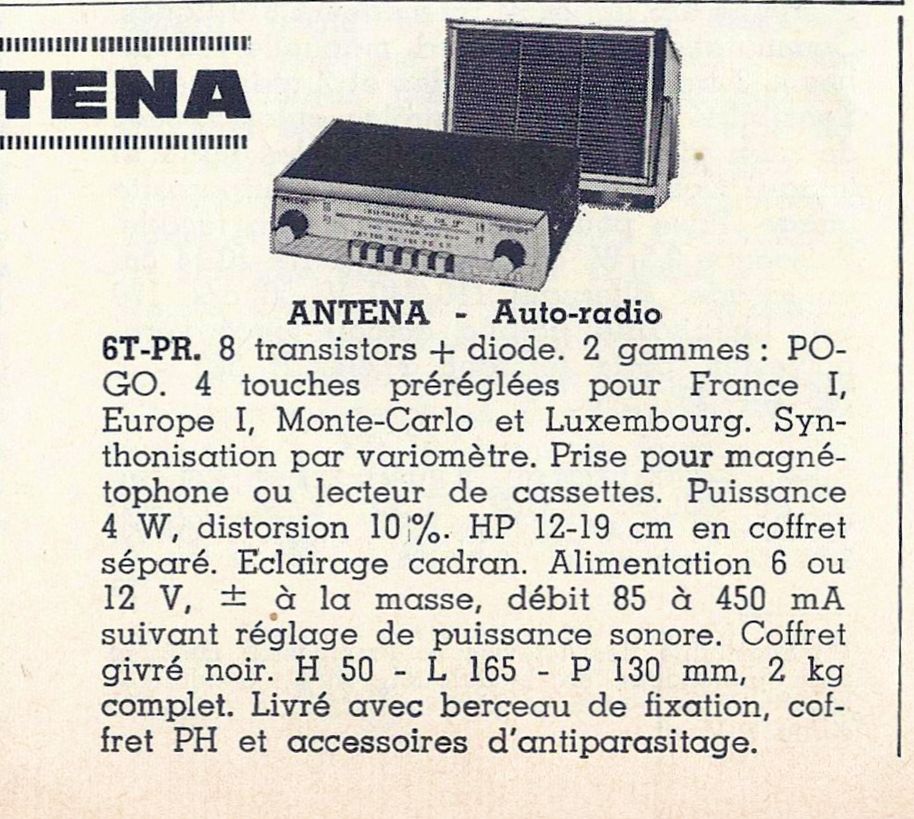 TENA
ANTENA - Auto-radio
6T-PR. 8 transistors + diode. 2 gammes : PO-
GO. 4 touches préréglées pour France I,
Europe I, Monte-Carlo et Luxembourg. Syn-
thonisation par variomètre. Prise pour magné-
tophone ou lecteur de cassettes. Puissance
4 W, distorsion 10 %. HP 12-19 cm en coffret
séparé. Eclairage cadran. Alimentation 6 ou
12 V, ± à la masse, débit 85 à 450 mA
suivant réglage de puissance sonore. Coffret
givré noir. H 50 - L 165 - P 130 mm, 2 kg
complet. Livré avec berceau de fixation, cof-
fret PH et accessoires d'antiparasitage.